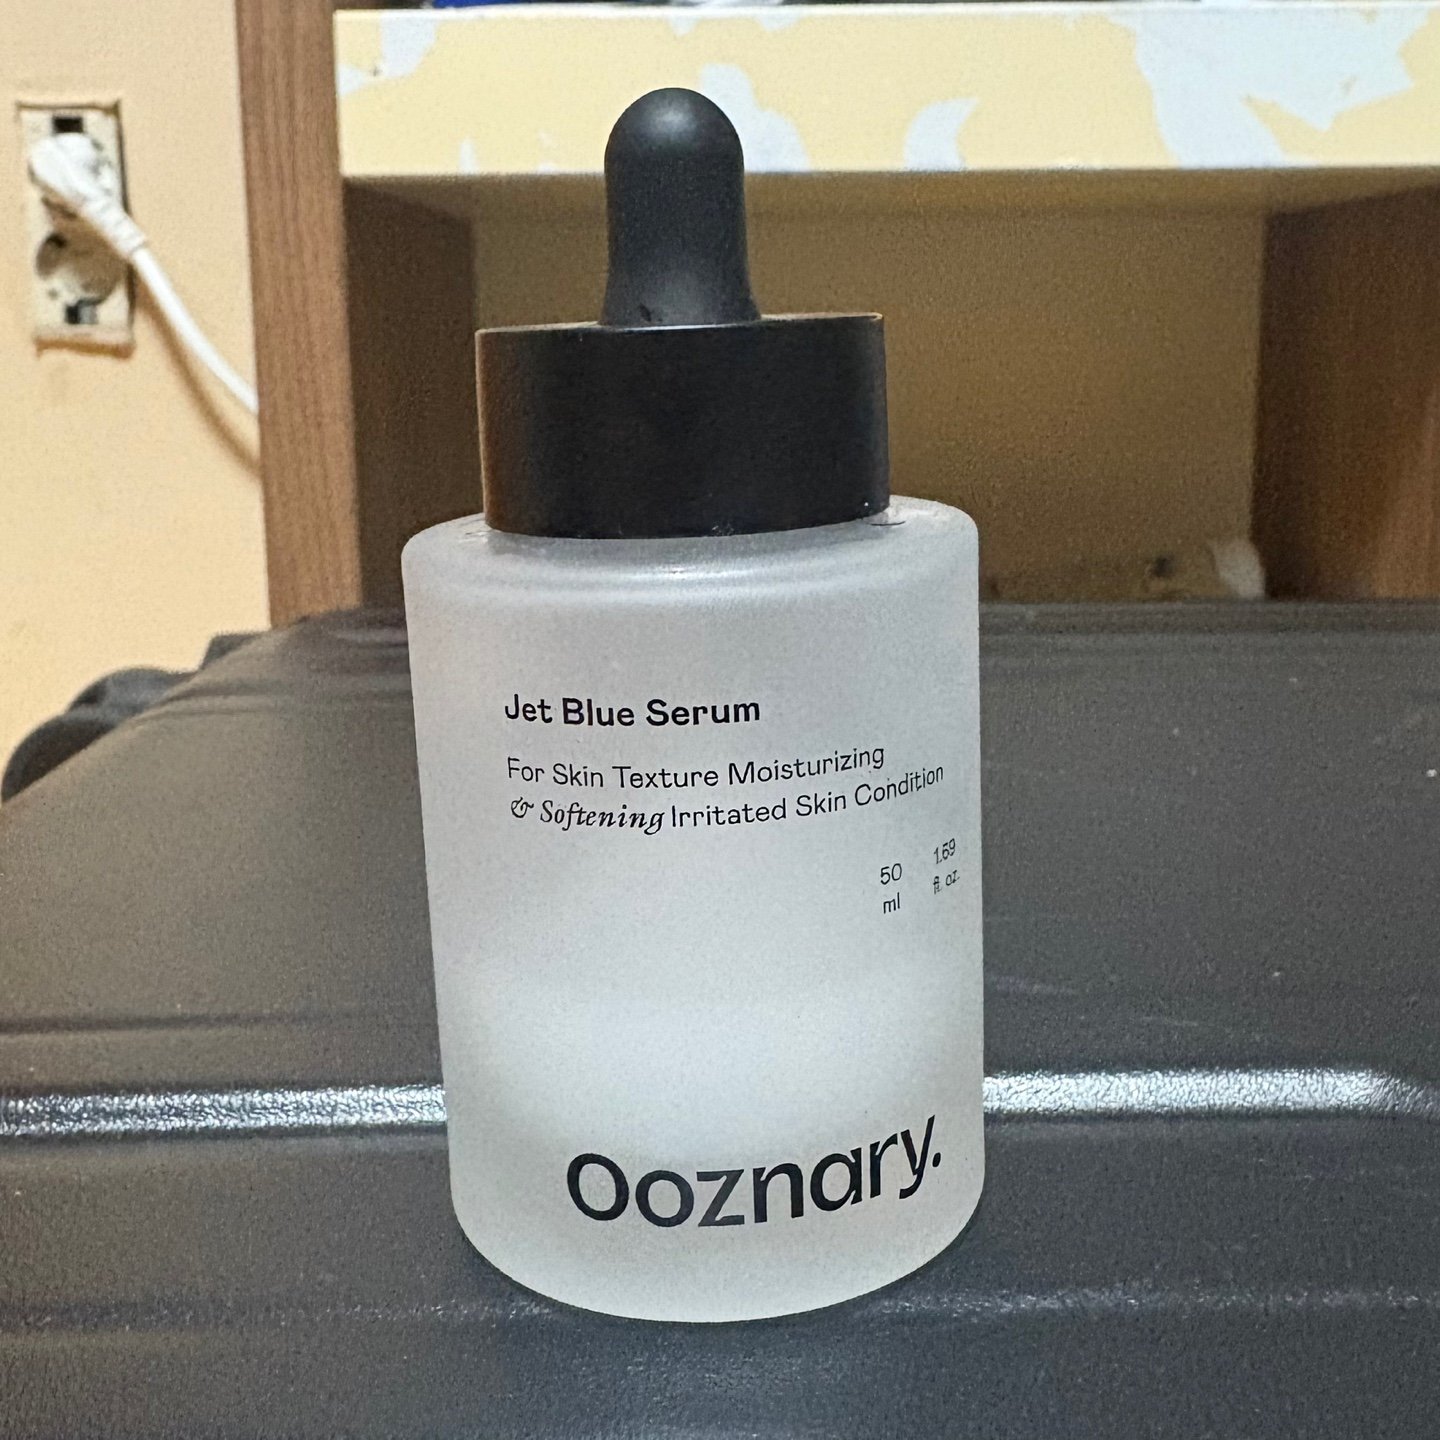 Jet Blue Serum
For Skin Texture Moisturizing
& Softening Irritated Skin Condition
50 1.69
ml fl. oz.
Ooznary.